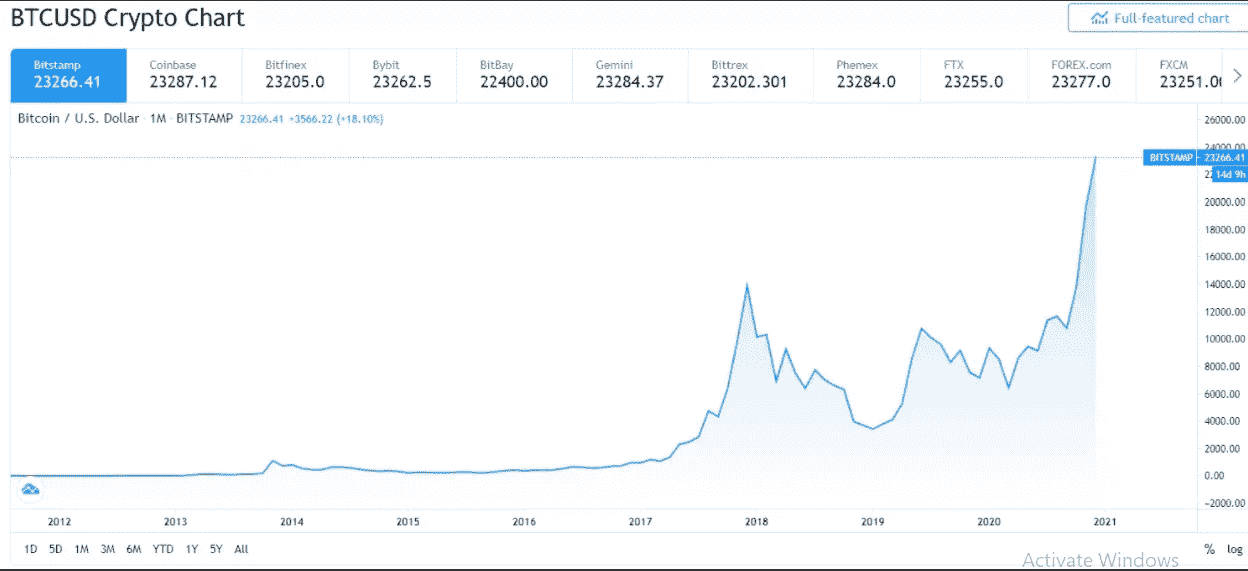 BTCUSD Crypto Chart
Full-featured chart
Bitstamp Coinbase Bitfinex Bybit BitBay Gemini Bittrex Phemex FTX FOREX.com FXCM
23266.41 23287.12 23205.0 23262.5 22400.00 23284.37 23202.301 23284.0 23255.0 23277.0
Bitcoin / U.S. Dollar · 1M · BITSTAMP 23266.41 +3566.22 (+18.10%)
26000.00
24000.00
BITSTAMP 23266.41
14d 9h
20000.00
18000.00
16000.00
14000.00
12000.00
10000.00
8000.00
6000.00
4000.00
2000.00
0.00
−2000.00
2012 2013 2014 2015 2016 2017 2018 2019 2020 2021
1D 5D 1M 3M 6M YTD 1Y 5Y All % log
Activate Windows